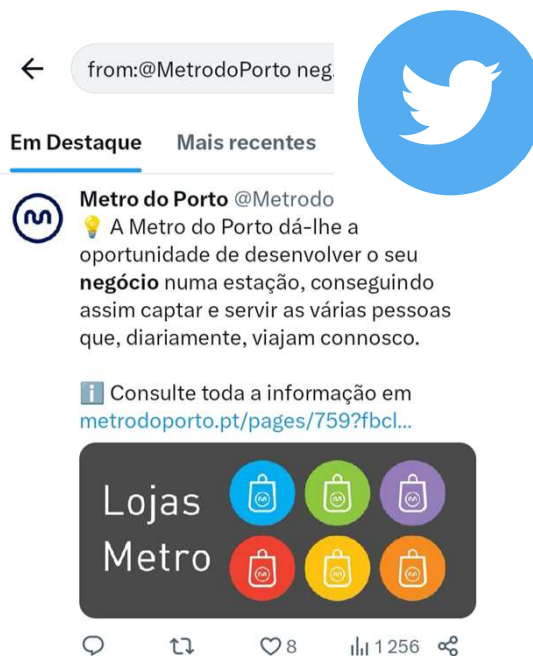 from:@MetrodoPorto neg.
Em Destaque Mais recentes
Metro do Porto @Metrodo
💡 A Metro do Porto dá-lhe a
oportunidade de desenvolver o seu
negócio numa estação, conseguindo
assim captar e servir as várias pessoas
que, diariamente, viajam connosco.
ℹ️ Consulte toda a informação em
metrodoporto.pt/pages/759?fbcl...
Lojas
Metro
8 1 256